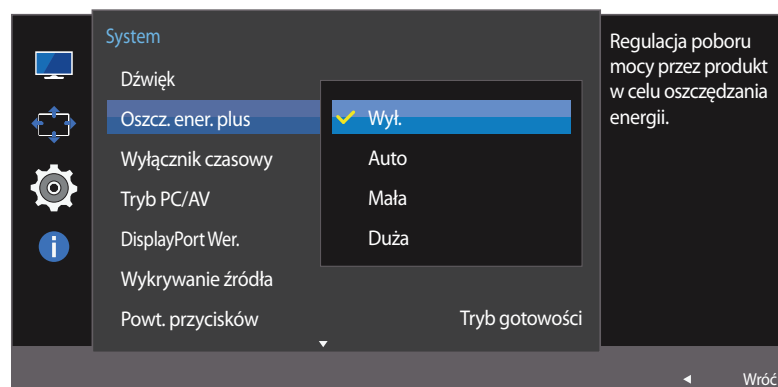 System
Dźwięk
Oszcz. ener. plus
Wyłącznik czasowy
Tryb PC/AV
DisplayPort Wer.
Wykrywanie źródła
Powt. przycisków
Tryb gotowości
Wył.
Auto
Mała
Duża
Regulacja poboru
mocy przez produkt
w celu oszczędzania
energii.
Wróć